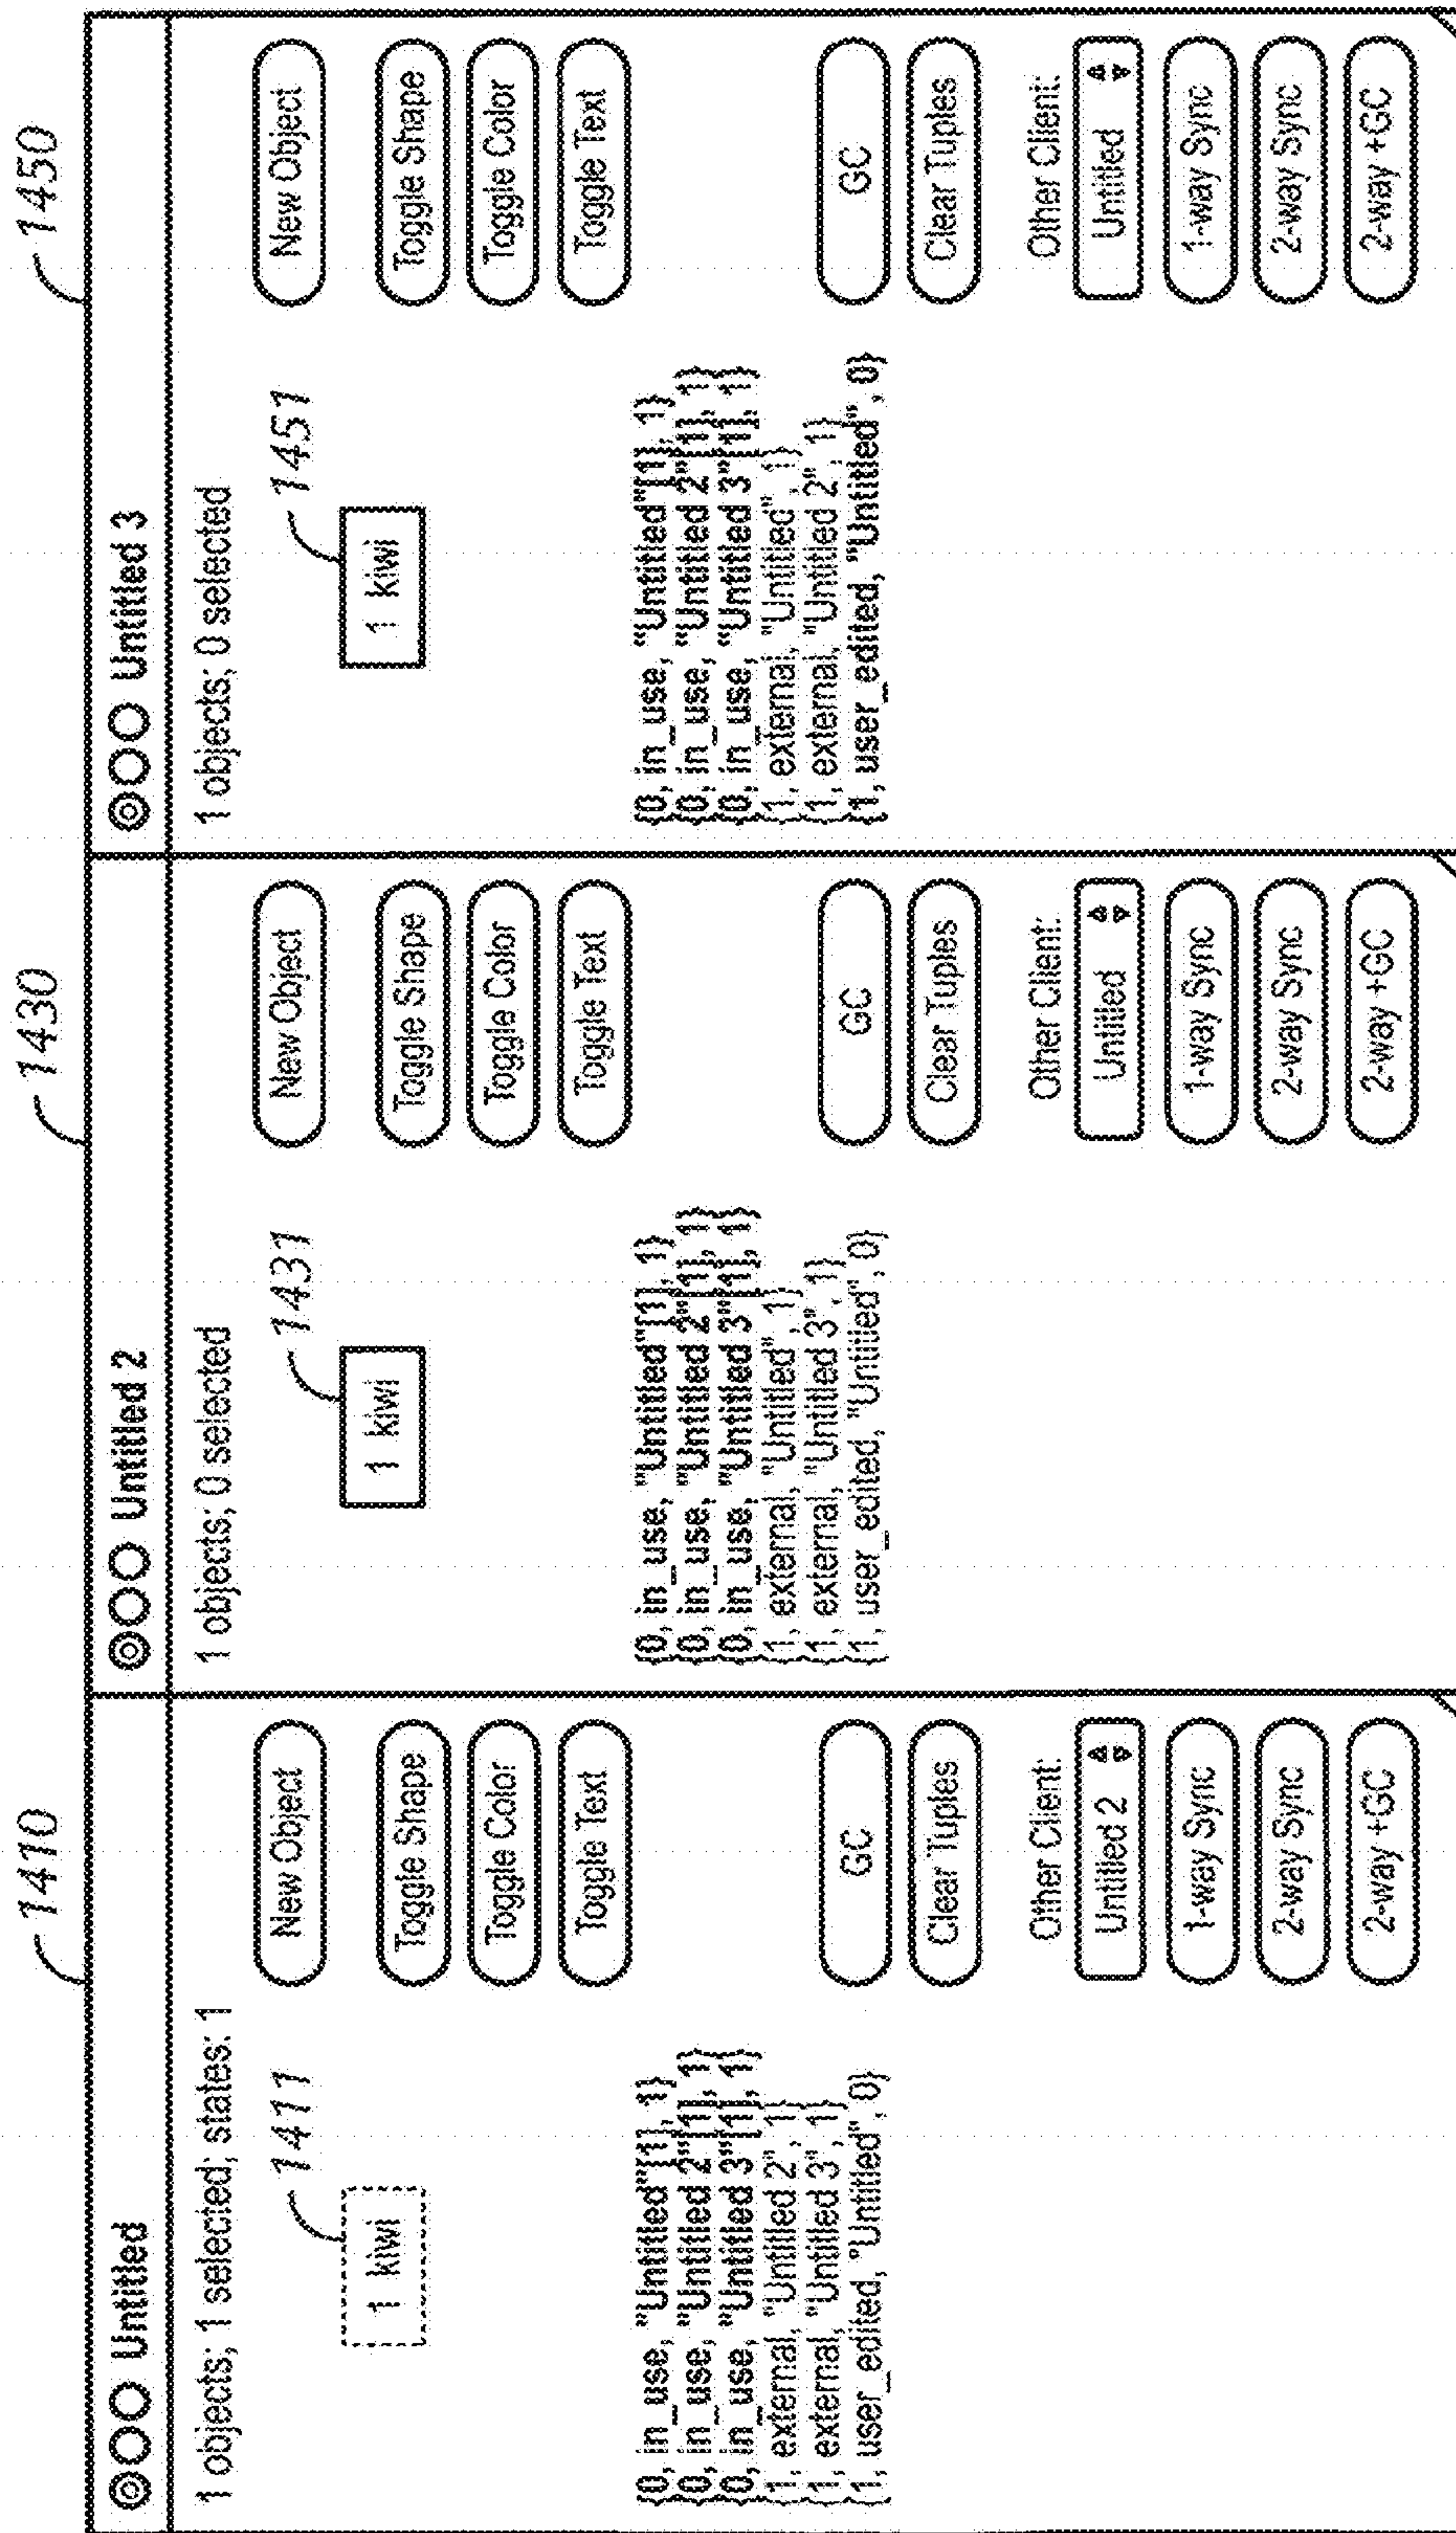 1410
Untitled
1 objects; 1 selected; states: 1
1411
1 kiwi
New Object
Toggle Shape
Toggle Color
Toggle Text
{0, in_use, "Untitled"[1], 1}
{0, in_use, "Untitled 2"[1], 1}
{0, in_use, "Untitled 3"[1], 1}
{1, external, "Untitled 2", 1}
{1, external, "Untitled 3", 1}
{1, user_edited, "Untitled", 0}
GC
Clear Tuples
Other Client:
Untitled 2
1-way Sync
2-way Sync
2-way +GC
1430
Untitled 2
1 objects; 0 selected
1431
1 kiwi
New Object
Toggle Shape
Toggle Color
Toggle Text
{0, in_use, "Untitled"[1], 1}
{0, in_use, "Untitled 2"[1], 1}
{0, in_use, "Untitled 3"[1], 1}
{1, external, "Untitled", 1}
{1, external, "Untitled 3", 1}
{1, user_edited, "Untitled", 0}
GC
Clear Tuples
Other Client:
Untitled
1-way Sync
2-way Sync
2-way +GC
1450
Untitled 3
1 objects; 0 selected
1451
1 kiwi
New Object
Toggle Shape
Toggle Color
Toggle Text
{0, in_use, "Untitled"[1], 1}
{0, in_use, "Untitled 2"[1], 1}
{0, in_use, "Untitled 3"[1], 1}
{1, external, "Untitled", 1}
{1, external, "Untitled 2", 1}
{1, user_edited, "Untitled", 0}
GC
Clear Tuples
Other Client:
Untitled
1-way Sync
2-way Sync
2-way +GC